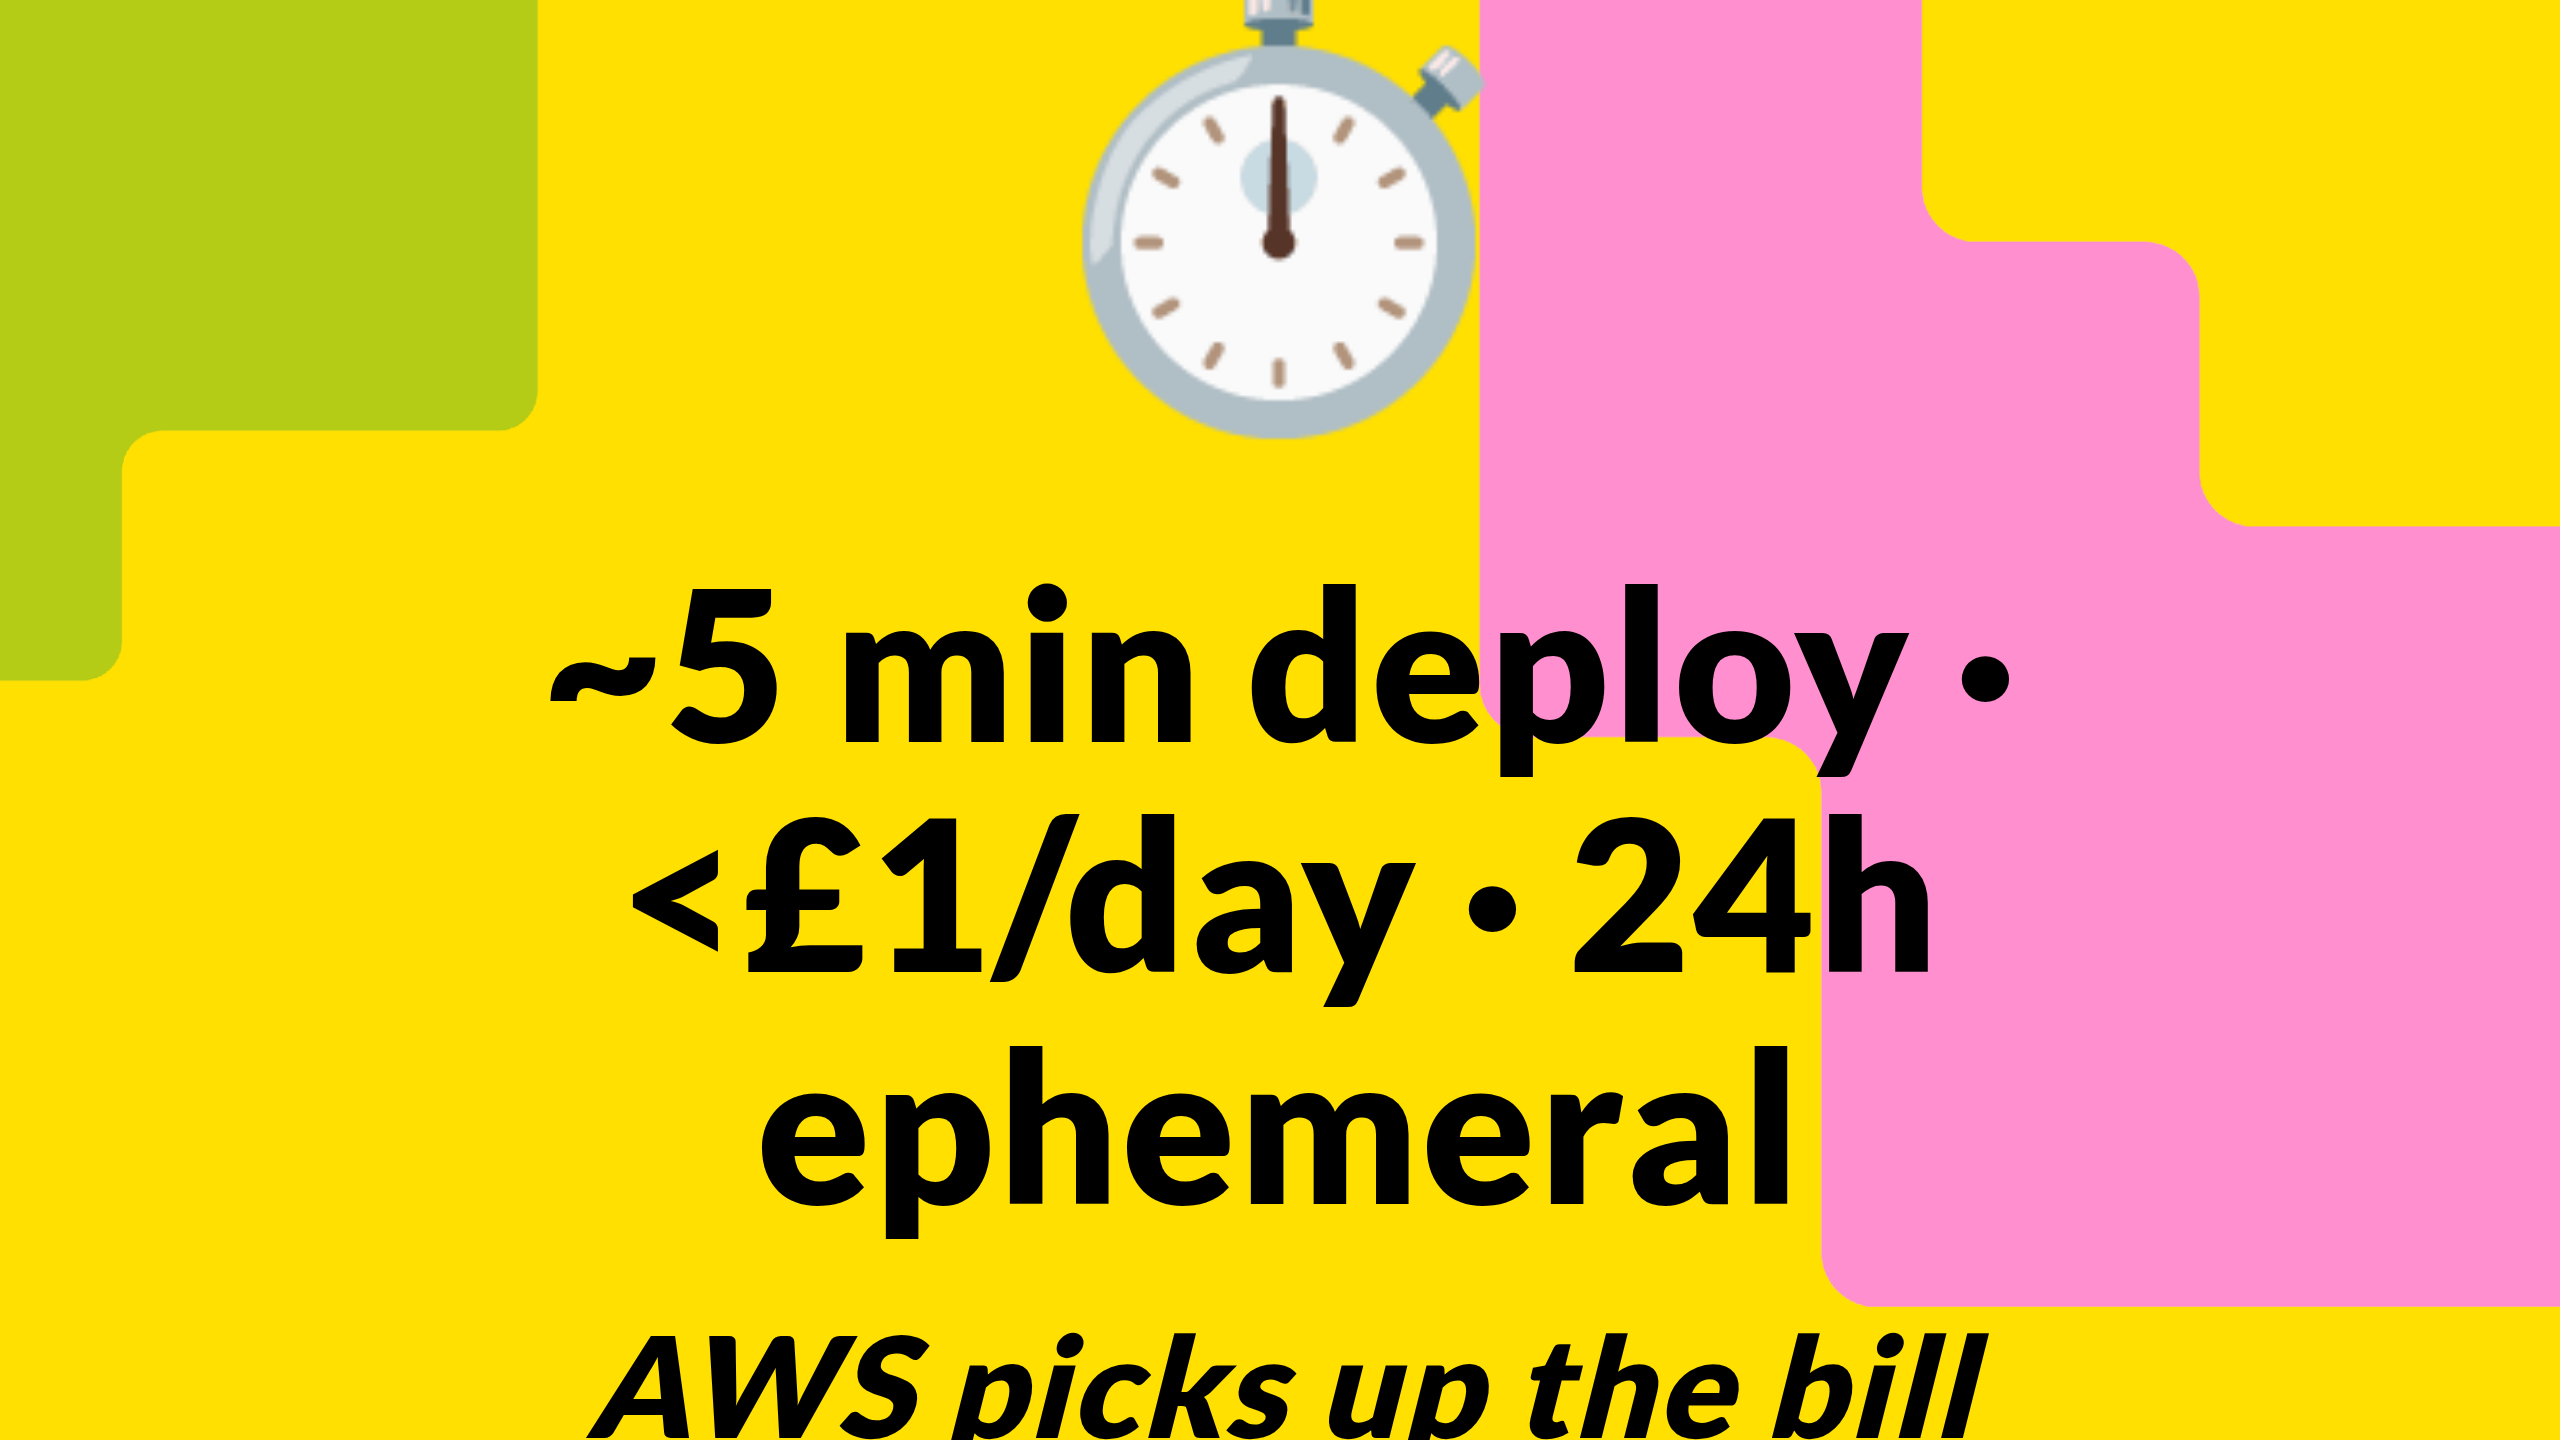 ~5 min deploy ·
<£1/day · 24h
ephemeral
AWS picks up the bill